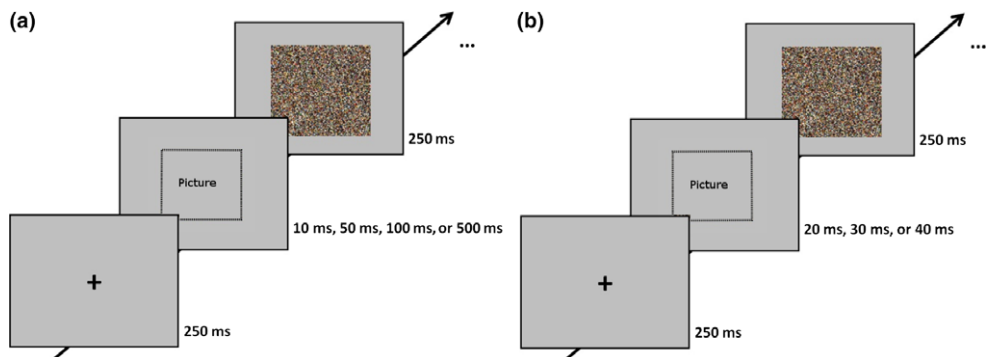 (a)
...
250 ms
Picture
10 ms, 50 ms, 100 ms, or 500 ms
+
250 ms
(b)
...
250 ms
Picture
20 ms, 30 ms, or 40 ms
+
250 ms